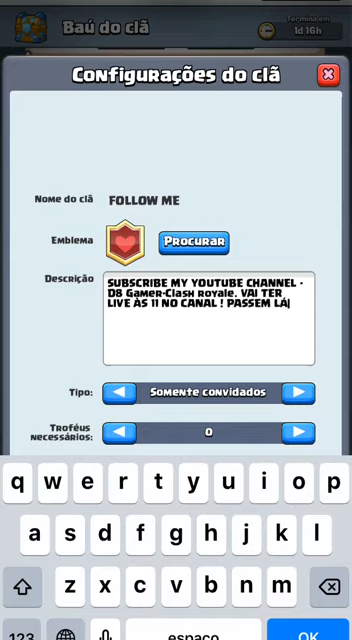 Baú do clã
Termina em
1d 16h
Configurações do clã
Nome do clã
FOLLOW ME
Emblema
Procurar
Descrição
SUBSCRIBE MY YOUTUBE CHANNEL -
D8 Gamer-Clash Royale. VAI TER
LIVE ÀS 11 NO CANAL ! PASSEM LÁ
Tipo:
Somente convidados
Troféus
necessários:
0
q w e r t y u i o p
a s d f g h j k l
z x c v b n m
123
espaço
OK